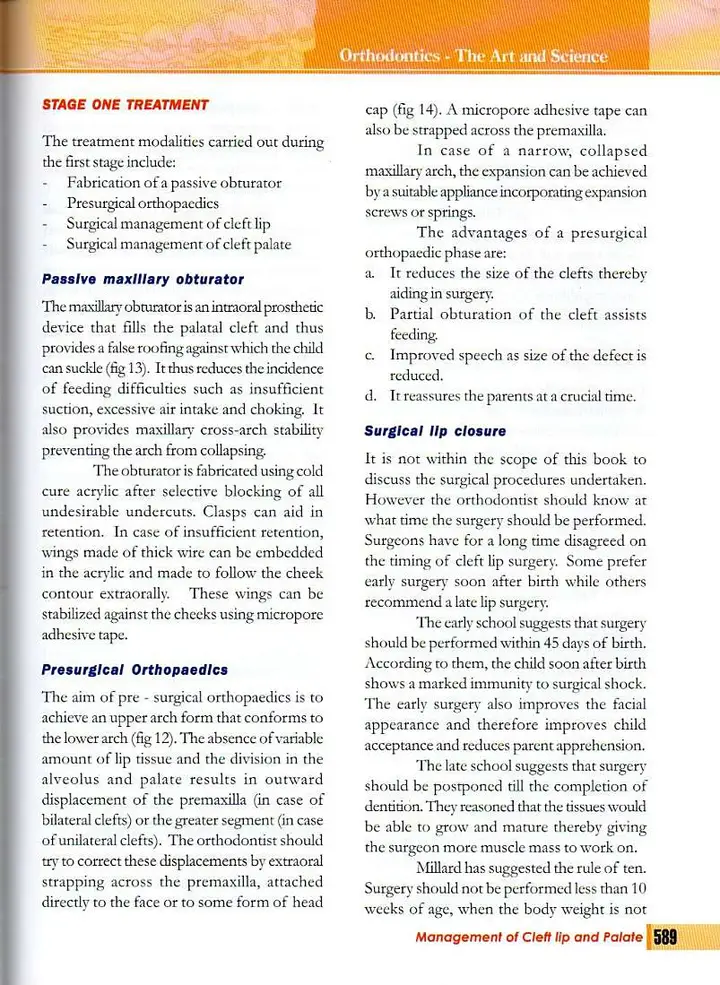 Orthodontics - The Art and Science
STAGE ONE TREATMENT
The treatment modalities carried out during
the first stage include:
- Fabrication of a passive obturator
- Presurgical orthopaedics
- Surgical management of cleft lip
- Surgical management of cleft palate
Passive maxillary obturator
The maxillary obturator is an intraoral prosthetic
device that fills the palatal cleft and thus
provides a false roofing against which the child
can suckle (fig 13). It thus reduces the incidence
of feeding difficulties such as insufficient
suction, excessive air intake and choking. It
also provides maxillary cross-arch stability
preventing the arch from collapsing.
The obturator is fabricated using cold
cure acrylic after selective blocking of all
undesirable undercuts. Clasps can aid in
retention. In case of insufficient retention,
wings made of thick wire can be embedded
in the acrylic and made to follow the cheek
contour extraorally. These wings can be
stabilized against the cheeks using micropore
adhesive tape.
Presurgical Orthopaedics
The aim of pre - surgical orthopaedics is to
achieve an upper arch form that conforms to
the lower arch (fig 12). The absence of variable
amount of lip tissue and the division in the
alveolus and palate results in outward
displacement of the premaxilla (in case of
bilateral clefts) or the greater segment (in case
of unilateral clefts). The orthodontist should
try to correct these displacements by extraoral
strapping across the premaxilla, attached
directly to the face or to some form of head
cap (fig 14). A micropore adhesive tape can
also be strapped across the premaxilla.
In case of a narrow, collapsed
maxillary arch, the expansion can be achieved
by a suitable appliance incorporating expansion
screws or springs.
The advantages of a presurgical
orthopaedic phase are:
a. It reduces the size of the clefts thereby
aiding in surgery.
b. Partial obturation of the cleft assists
feeding.
c. Improved speech as size of the defect is
reduced.
d. It reassures the parents at a crucial time.
Surgical lip closure
It is not within the scope of this book to
discuss the surgical procedures undertaken.
However the orthodontist should know at
what time the surgery should be performed.
Surgeons have for a long time disagreed on
the timing of cleft lip surgery. Some prefer
early surgery soon after birth while others
recommend a late lip surgery.
The early school suggests that surgery
should be performed within 45 days of birth.
According to them, the child soon after birth
shows a marked immunity to surgical shock.
The early surgery also improves the facial
appearance and therefore improves child
acceptance and reduces parent apprehension.
The late school suggests that surgery
should be postponed till the completion of
dentition. They reasoned that the tissues would
be able to grow and mature thereby giving
the surgeon more muscle mass to work on.
Millard has suggested the rule of ten.
Surgery should not be performed less than 10
weeks of age, when the body weight is not
Management of Cleft lip and Palate 589